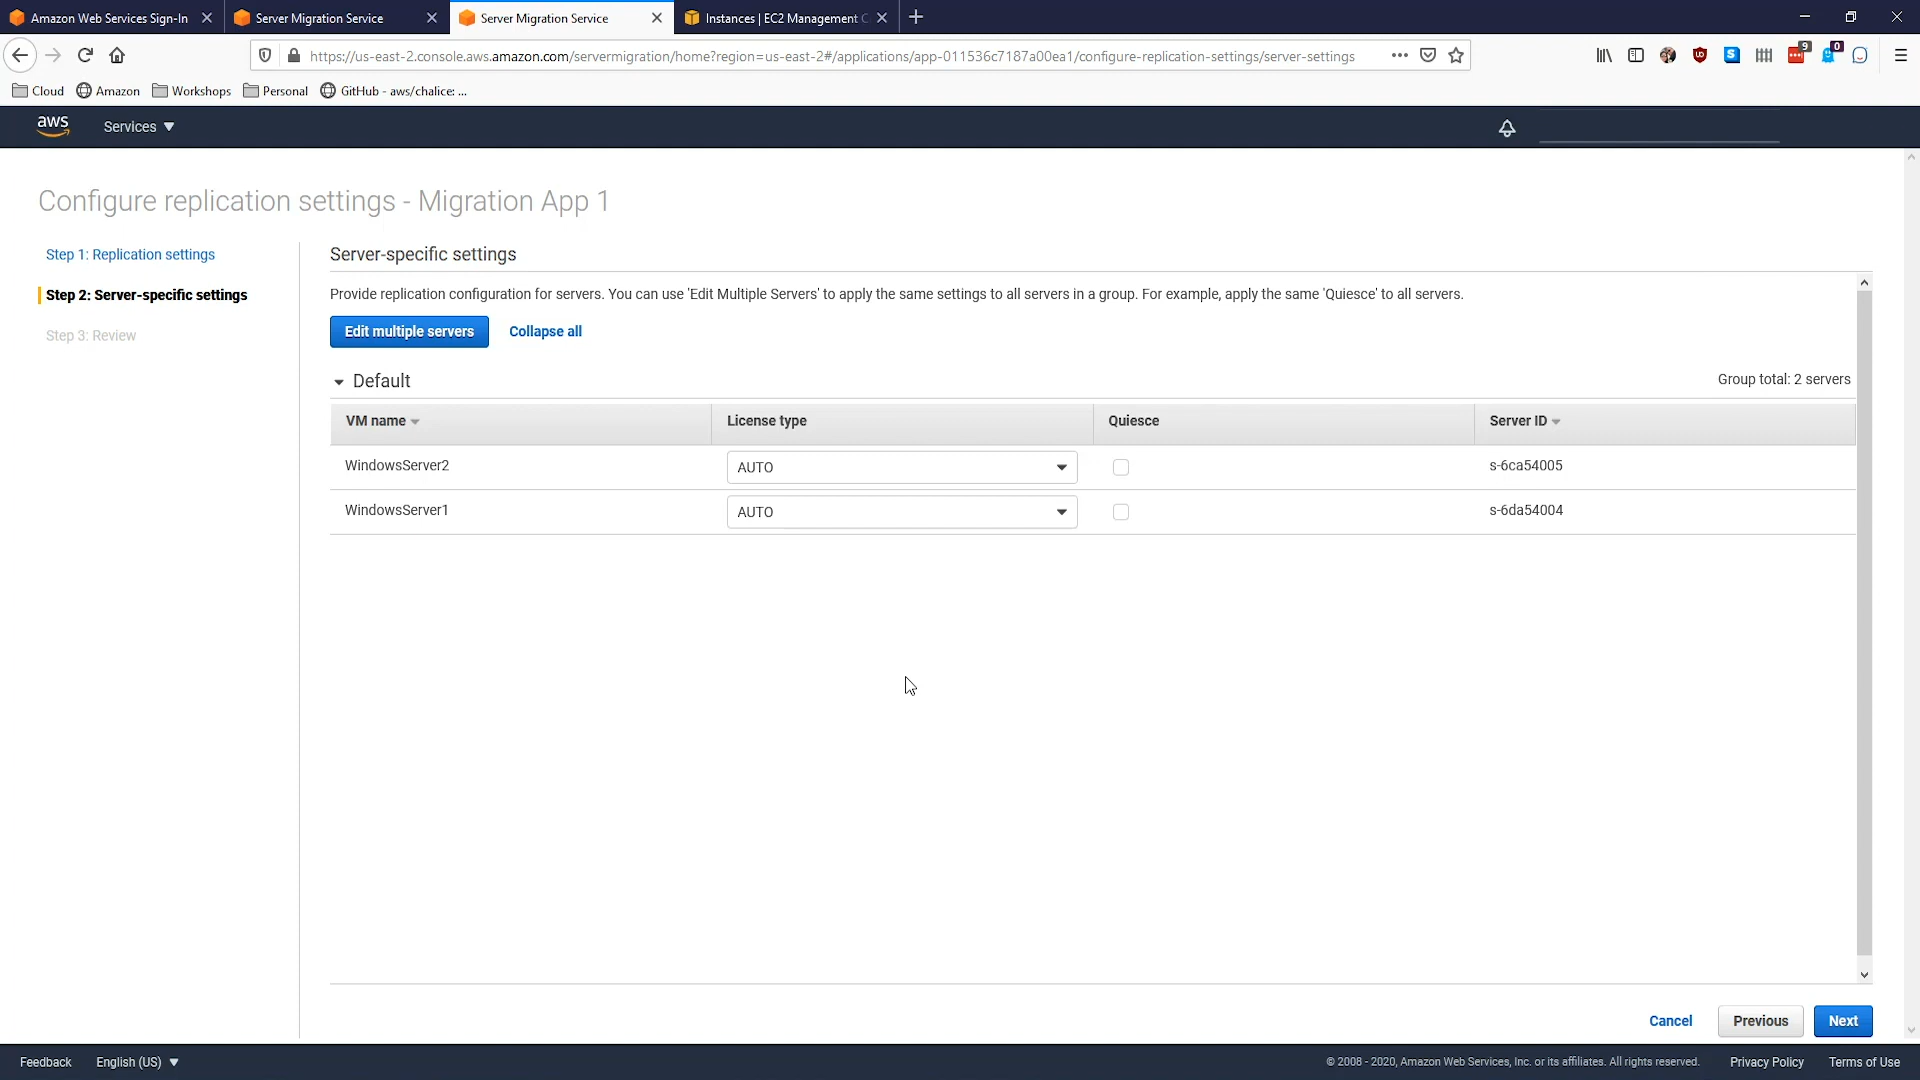 Amazon Web Services Sign-In
Server Migration Service
Server Migration Service
Instances | EC2 Management C
https://us-east-2.console.aws.amazon.com/servermigration/home?region=us-east-2#/applications/app-011536c7187a00ea1/configure-replication-settings/server-settings
9
0
Cloud
Amazon
Workshops
Personal
GitHub - aws/chalice: ...
aws
Services
Configure replication settings - Migration App 1
Step 1: Replication settings
Step 2: Server-specific settings
Step 3: Review
Server-specific settings
Provide replication configuration for servers. You can use 'Edit Multiple Servers' to apply the same settings to all servers in a group. For example, apply the same 'Quiesce' to all servers.
Edit multiple servers
Collapse all
Default
Group total: 2 servers
VM name
License type
Quiesce
Server ID
WindowsServer2
AUTO
s-6ca54005
WindowsServer1
AUTO
s-6da54004
Cancel
Previous
Next
Feedback
English (US)
© 2008 - 2020, Amazon Web Services, Inc. or its affiliates. All rights reserved.
Privacy Policy
Terms of Use